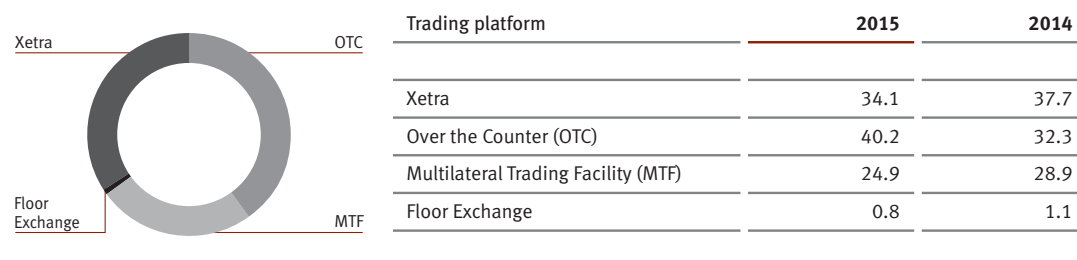 Xetra
OTC
Floor
Exchange
MTF
Trading platform 2015 2014
Xetra 34.1 37.7
Over the Counter (OTC) 40.2 32.3
Multilateral Trading Facility (MTF) 24.9 28.9
Floor Exchange 0.8 1.1